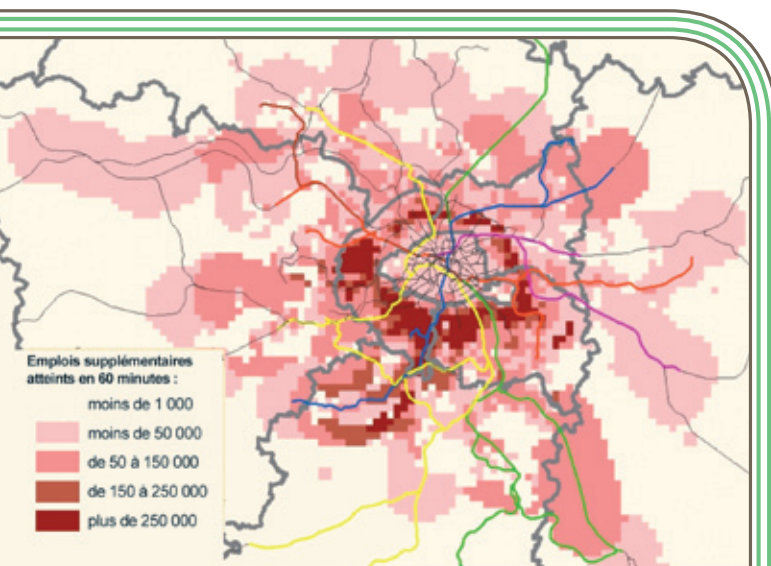 Emplois supplémentaires
atteints en 60 minutes :
moins de 1 000
moins de 50 000
de 50 à 150 000
de 150 à 250 000
plus de 250 000